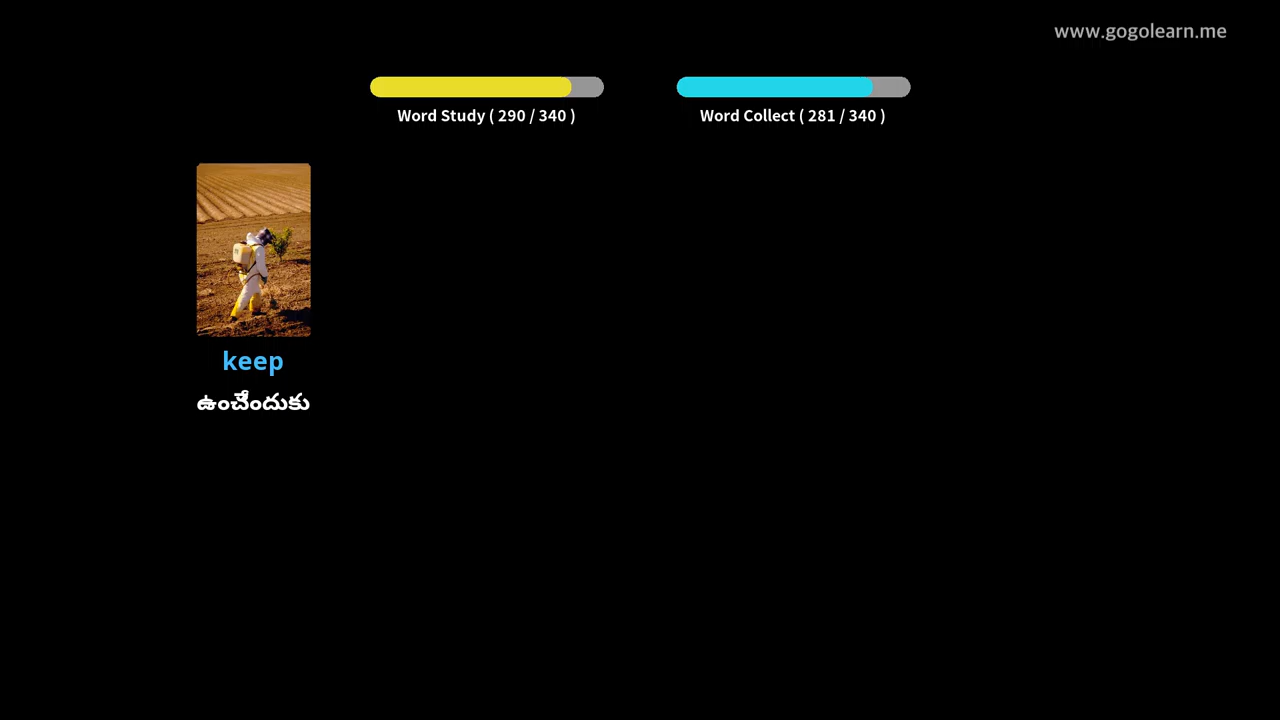 www.gogolearn.me
Word Study ( 290 / 340 )
Word Collect ( 281 / 340 )
keep
ఉంచేందుకు